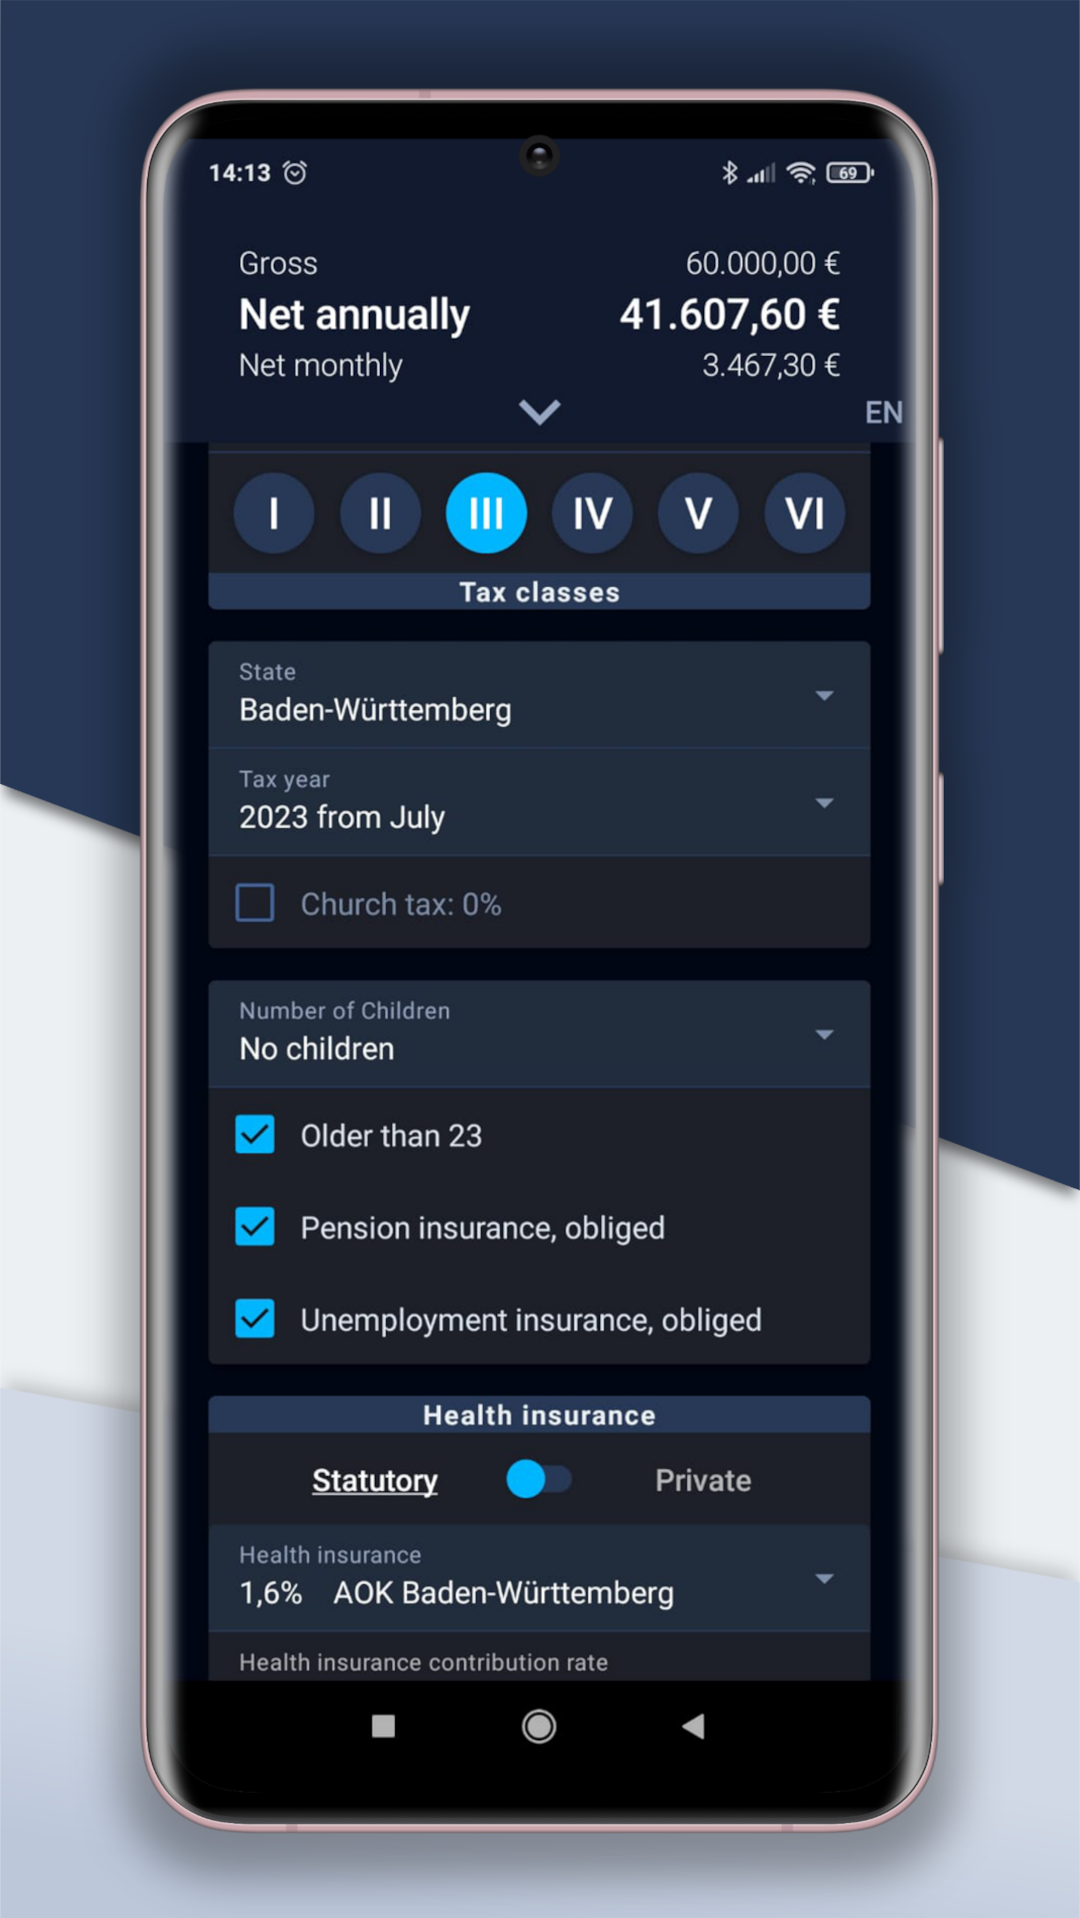 14:13
69
Gross 60.000,00 €
Net annually 41.607,60 €
Net monthly 3.467,30 €
EN
I II III IV V VI
Tax classes
State
Baden-Württemberg
Tax year
2023 from July
Church tax: 0%
Number of Children
No children
Older than 23
Pension insurance, obliged
Unemployment insurance, obliged
Health insurance
Statutory Private
Health insurance
1,6% AOK Baden-Württemberg
Health insurance contribution rate